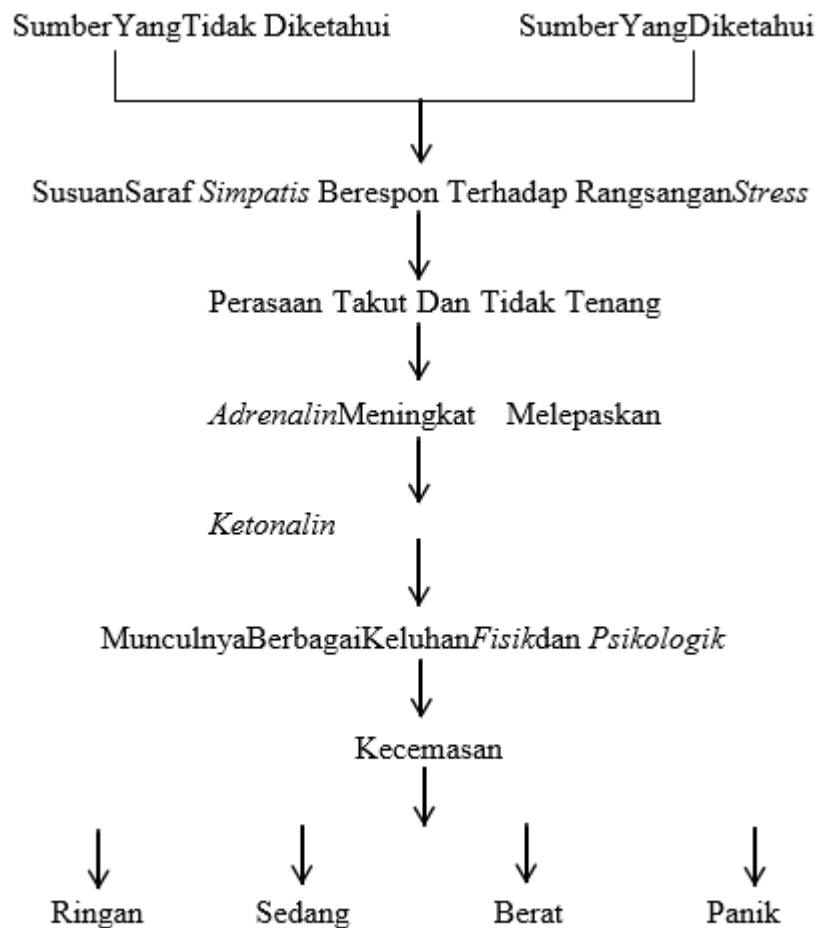 SumberYangTidak Diketahui SumberYangDiketahui
SusuanSaraf Simpatis Berespon Terhadap RangsanganStress
Perasaan Takut Dan Tidak Tenang
AdrenalinMeningkat Melepaskan
Ketonalin
MunculnyaBerbagaiKeluhanFisikdan Psikologik
Kecemasan
Ringan Sedang Berat Panik